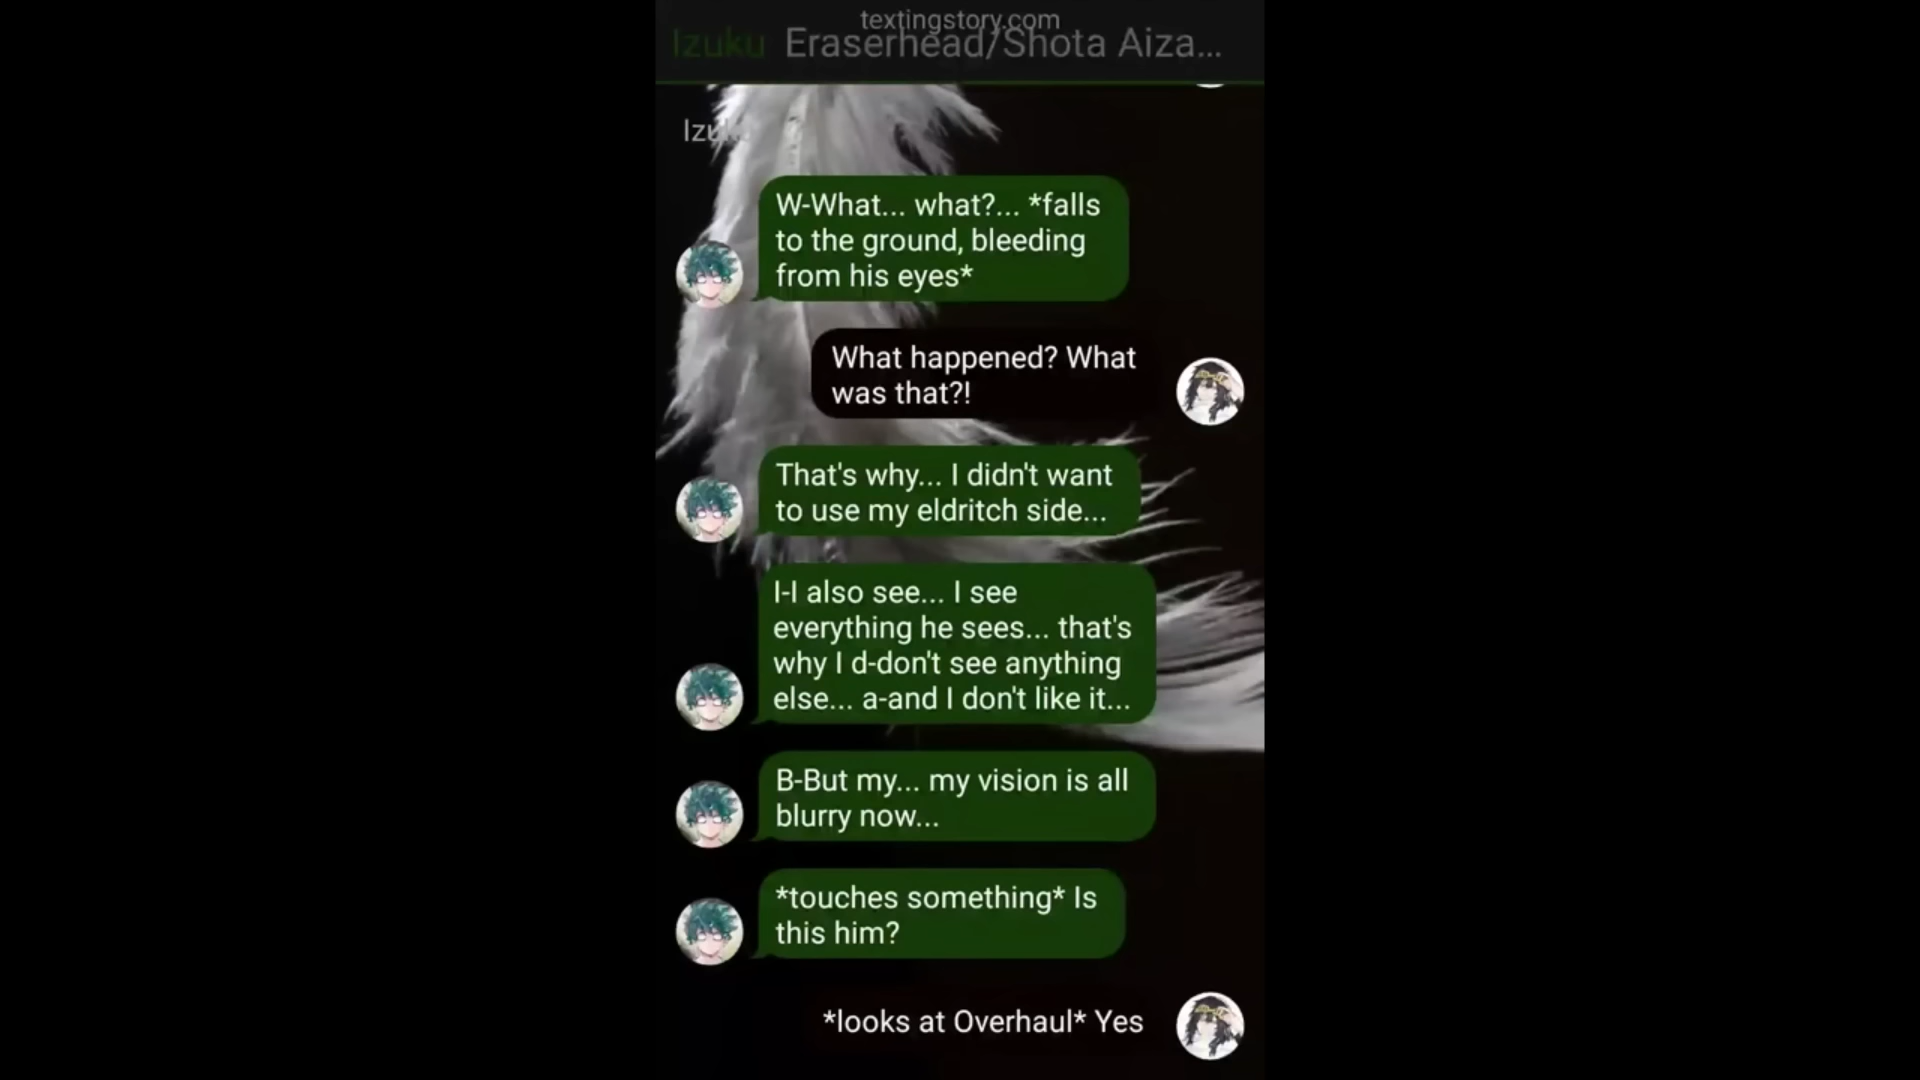 textingstory.com
Izuku Eraserhead/Shota Aiza...
Izuku
W-What... what?... *falls
to the ground, bleeding
from his eyes*
What happened? What
was that?!
That's why... I didn't want
to use my eldritch side...
I-I also see... I see
everything he sees... that's
why I d-don't see anything
else... a-and I don't like it...
B-But my... my vision is all
blurry now...
*touches something* Is
this him?
*looks at Overhaul* Yes